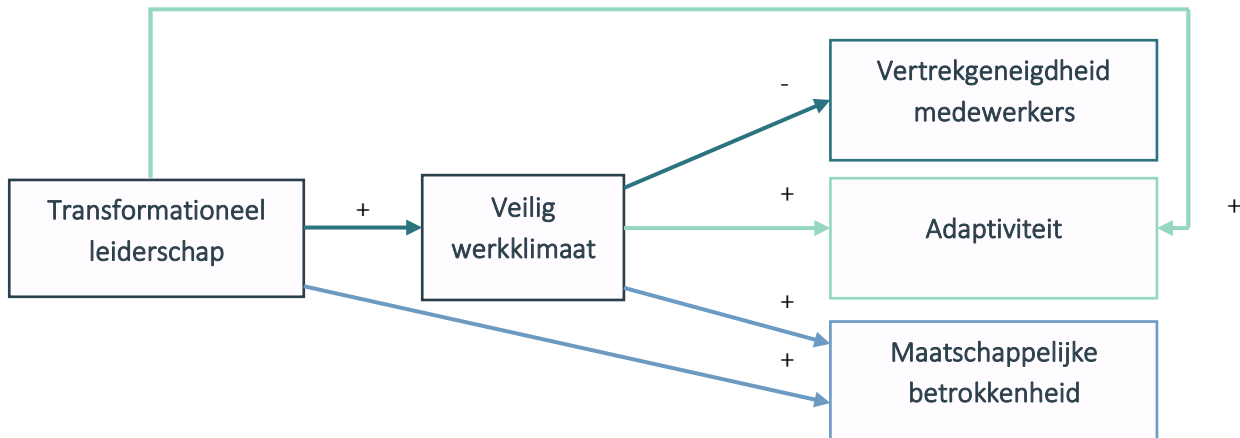 Vertrekgeneigdheid
medewerkers
-
Transformationeel
leiderschap
+
Veilig
werkklimaat
+
Adaptiviteit
+
+
Maatschappelijke
betrokkenheid
+